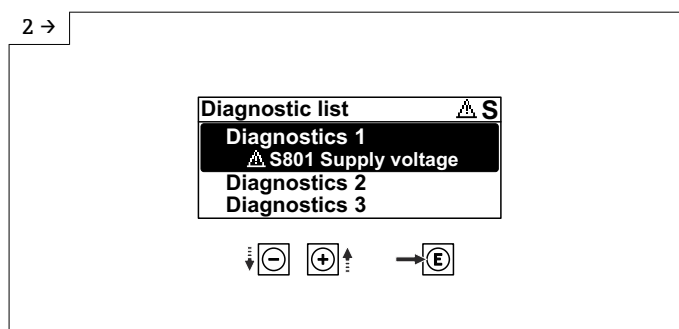 2 →
Diagnostic list ⚠ S
Diagnostics 1
⚠ S801 Supply voltage
Diagnostics 2
Diagnostics 3
− + E